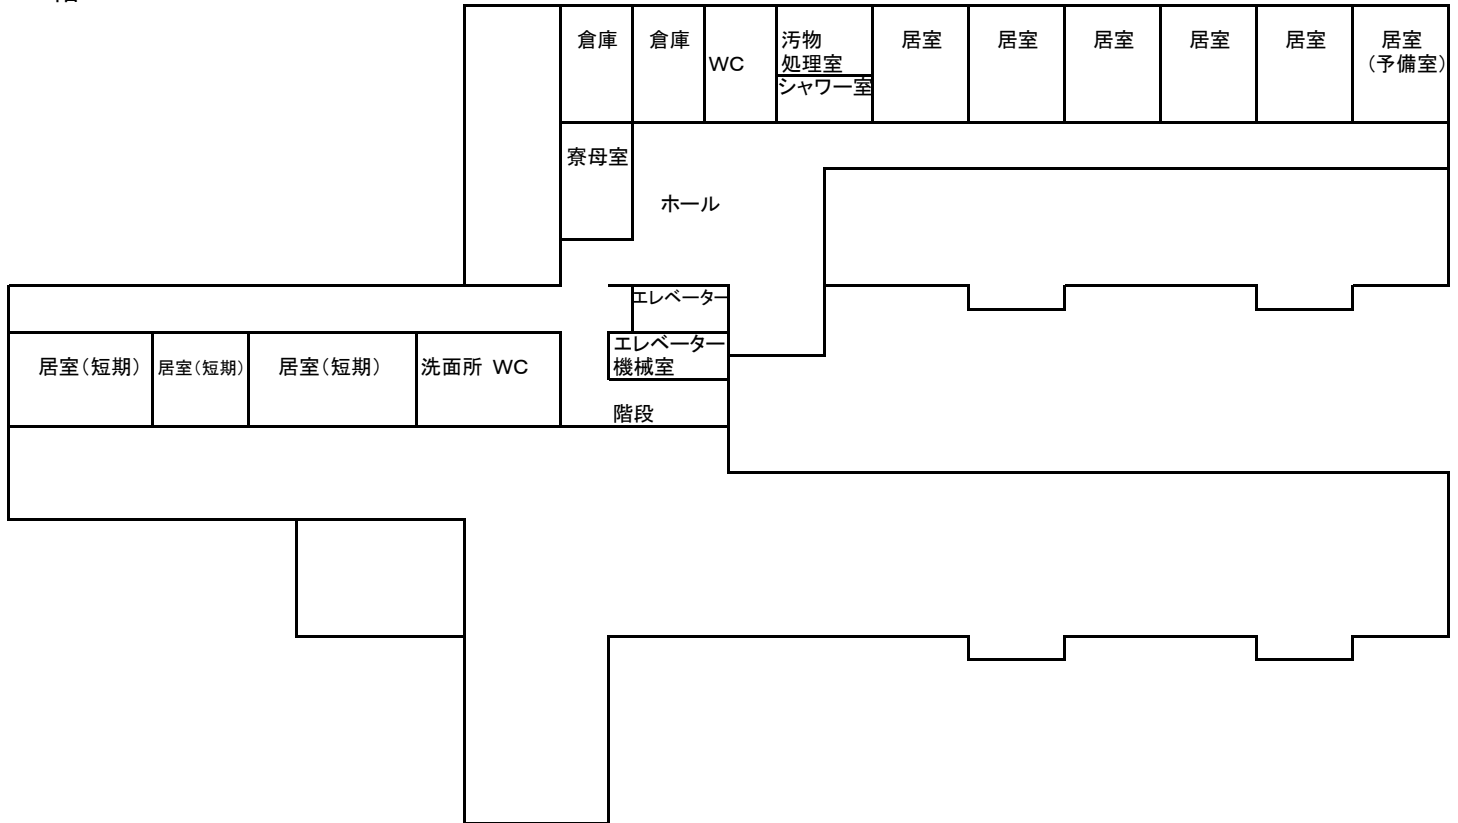 倉庫
倉庫
WC
汚物
処理室
シャワー室
居室
居室
居室
居室
居室
居室
(予備室)
寮母室
ホール
エレベーター
エレベーター
機械室
居室(短期)
居室(短期)
居室(短期)
洗面所 WC
階段